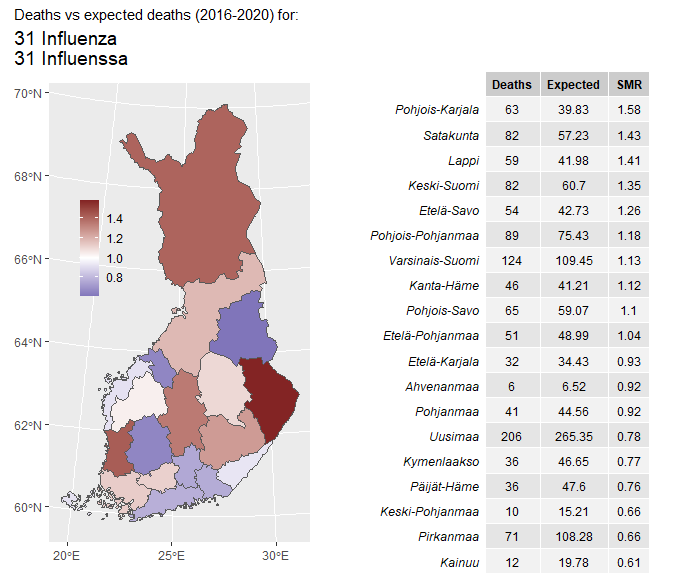 Deaths vs expected deaths (2016-2020) for:
31 Influenza
31 Influenssa
70°N
68°N
66°N
64°N
62°N
60°N
20°E 25°E 30°E
1.4
1.2
1.0
0.8
Deaths Expected SMR
Pohjois-Karjala 63 39.83 1.58
Satakunta 82 57.23 1.43
Lappi 59 41.98 1.41
Keski-Suomi 82 60.7 1.35
Etelä-Savo 54 42.73 1.26
Pohjois-Pohjanmaa 89 75.43 1.18
Varsinais-Suomi 124 109.45 1.13
Kanta-Häme 46 41.21 1.12
Pohjois-Savo 65 59.07 1.1
Etelä-Pohjanmaa 51 48.99 1.04
Etelä-Karjala 32 34.43 0.93
Ahvenanmaa 6 6.52 0.92
Pohjanmaa 41 44.56 0.92
Uusimaa 206 265.35 0.78
Kymenlaakso 36 46.65 0.77
Päijät-Häme 36 47.6 0.76
Keski-Pohjanmaa 10 15.21 0.66
Pirkanmaa 71 108.28 0.66
Kainuu 12 19.78 0.61